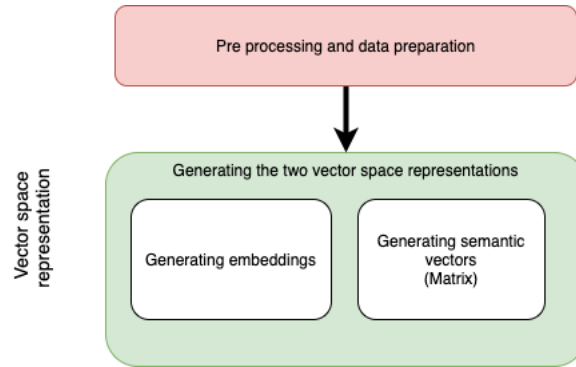 Pre processing and data preparation
Vector space
representation
Generating the two vector space representations
Generating embeddings
Generating semantic
vectors
(Matrix)